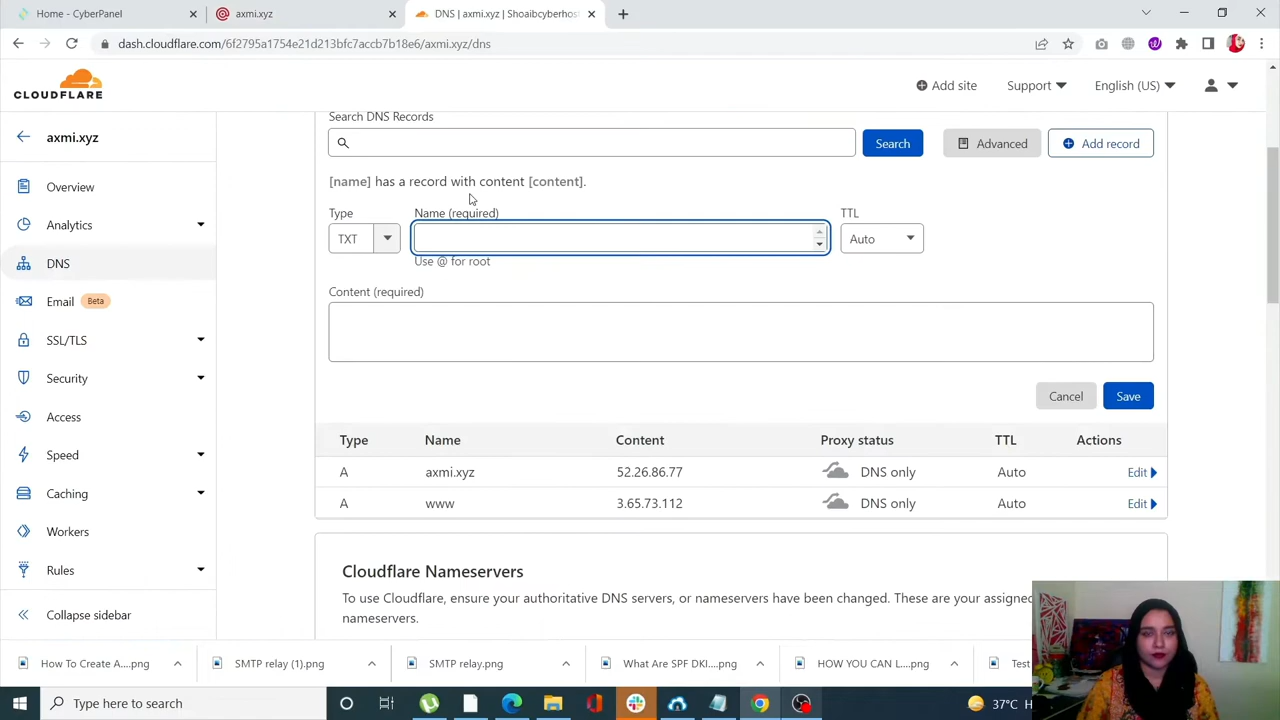 Home - CyberPanel
axmi.xyz
DNS | axmi.xyz | Shoaibcyberhos
dash.cloudflare.com/6f2795a1754e21d213bfc7accb7b18e6/axmi.xyz/dns
CLOUDFLARE
Add site
Support
English (US)
axmi.xyz
Overview
Analytics
DNS
Email Beta
SSL/TLS
Security
Access
Speed
Caching
Workers
Rules
Collapse sidebar
Search DNS Records
Search
Advanced
Add record
[name] has a record with content [content].
Type
Name (required)
TTL
TXT
Auto
Use @ for root
Content (required)
Cancel
Save
Type Name Content Proxy status TTL Actions
A axmi.xyz 52.26.86.77 DNS only Auto Edit
A www 3.65.73.112 DNS only Auto Edit
Cloudflare Nameservers
To use Cloudflare, ensure your authoritative DNS servers, or nameservers have been changed. These are your assigned
nameservers.
How To Create A....png
SMTP relay (1).png
SMTP relay.png
What Are SPF DKI....png
HOW YOU CAN L....png
Test
Type here to search
37°C H